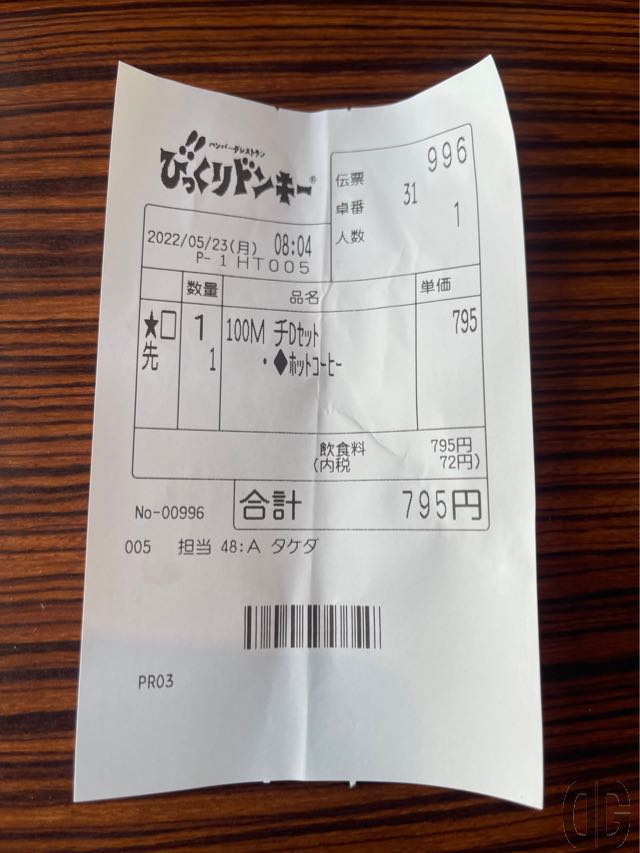 ハンバーグレストラン
びっくりドンキー®
伝票 996
卓番 31
人数 1
2022/05/23(月) 08:04
P-1HT005
数量 品名 単価
★□ 1 100M チDセット 795
先 1 ・◆ホットコーヒー
飲食料 795円
(内税 72円)
No-00996 合計 795円
005 担当 48:A タケダ
PR03